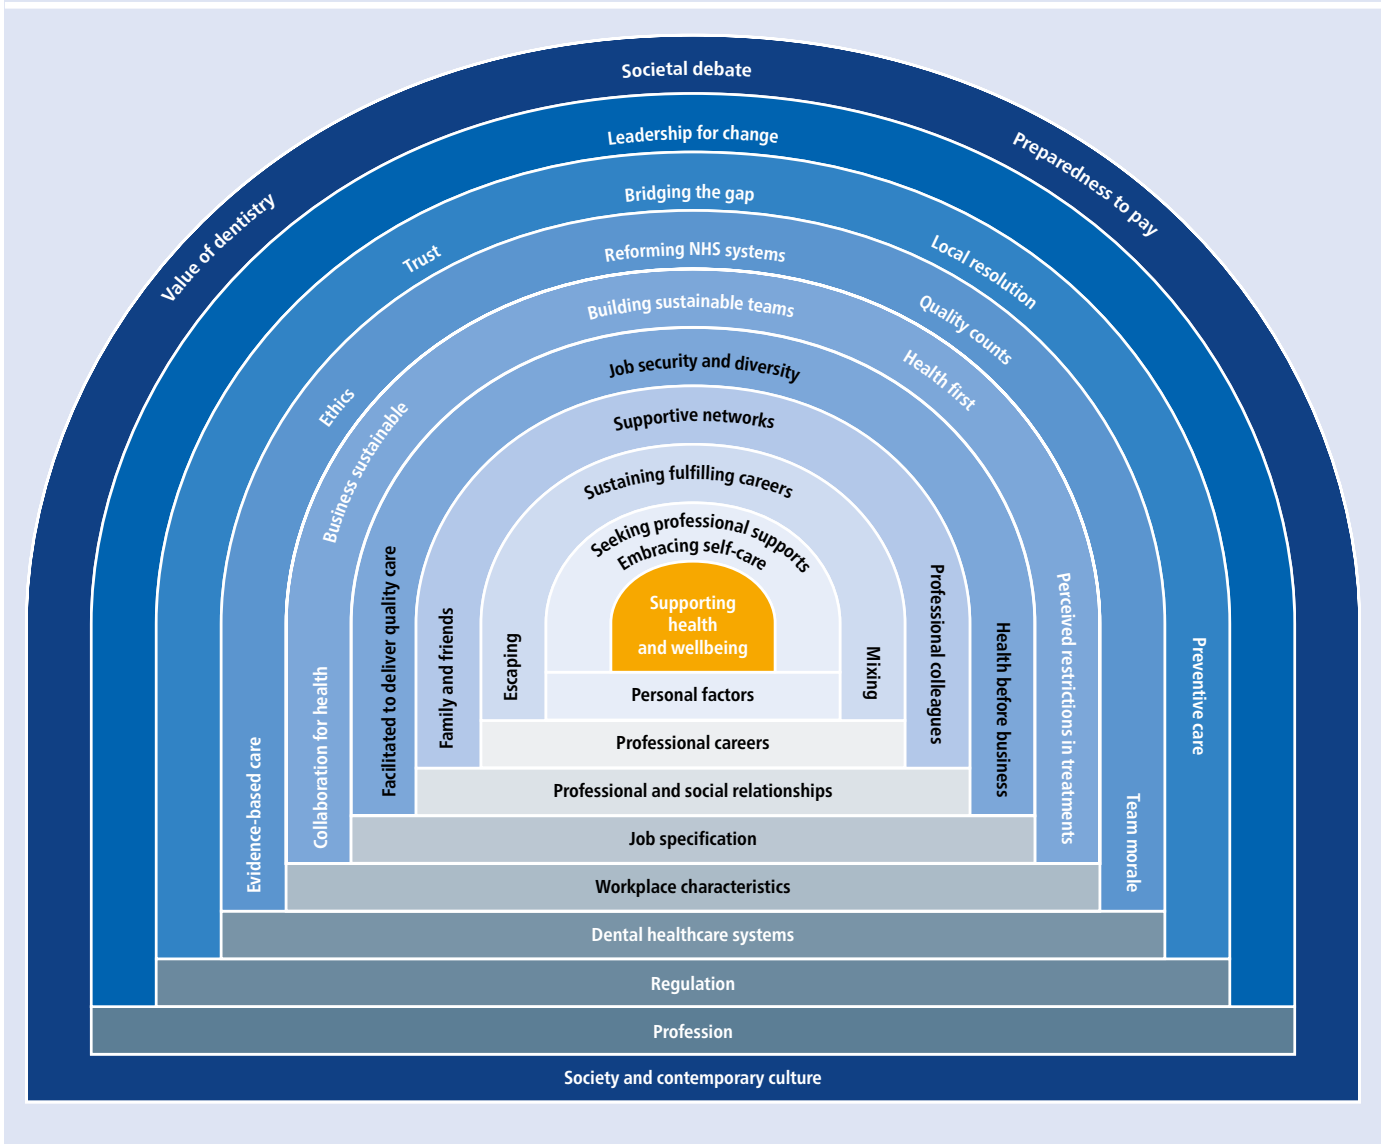 Societal debate
Value of dentistry
Preparedness to pay
Leadership for change
Bridging the gap
Trust
Local resolution
Preventive care
Reforming NHS systems
Ethics
Quality counts
Evidence-based care
Team morale
Building sustainable teams
Business sustainable
Health first
Collaboration for health
Perceived restrictions in treatments
Job security and diversity
Facilitated to deliver quality care
Health before business
Supportive networks
Family and friends
Professional colleagues
Sustaining fulfilling careers
Escaping
Mixing
Seeking professional supports
Embracing self-care
Supporting
health
and wellbeing
Personal factors
Professional careers
Professional and social relationships
Job specification
Workplace characteristics
Dental healthcare systems
Regulation
Profession
Society and contemporary culture